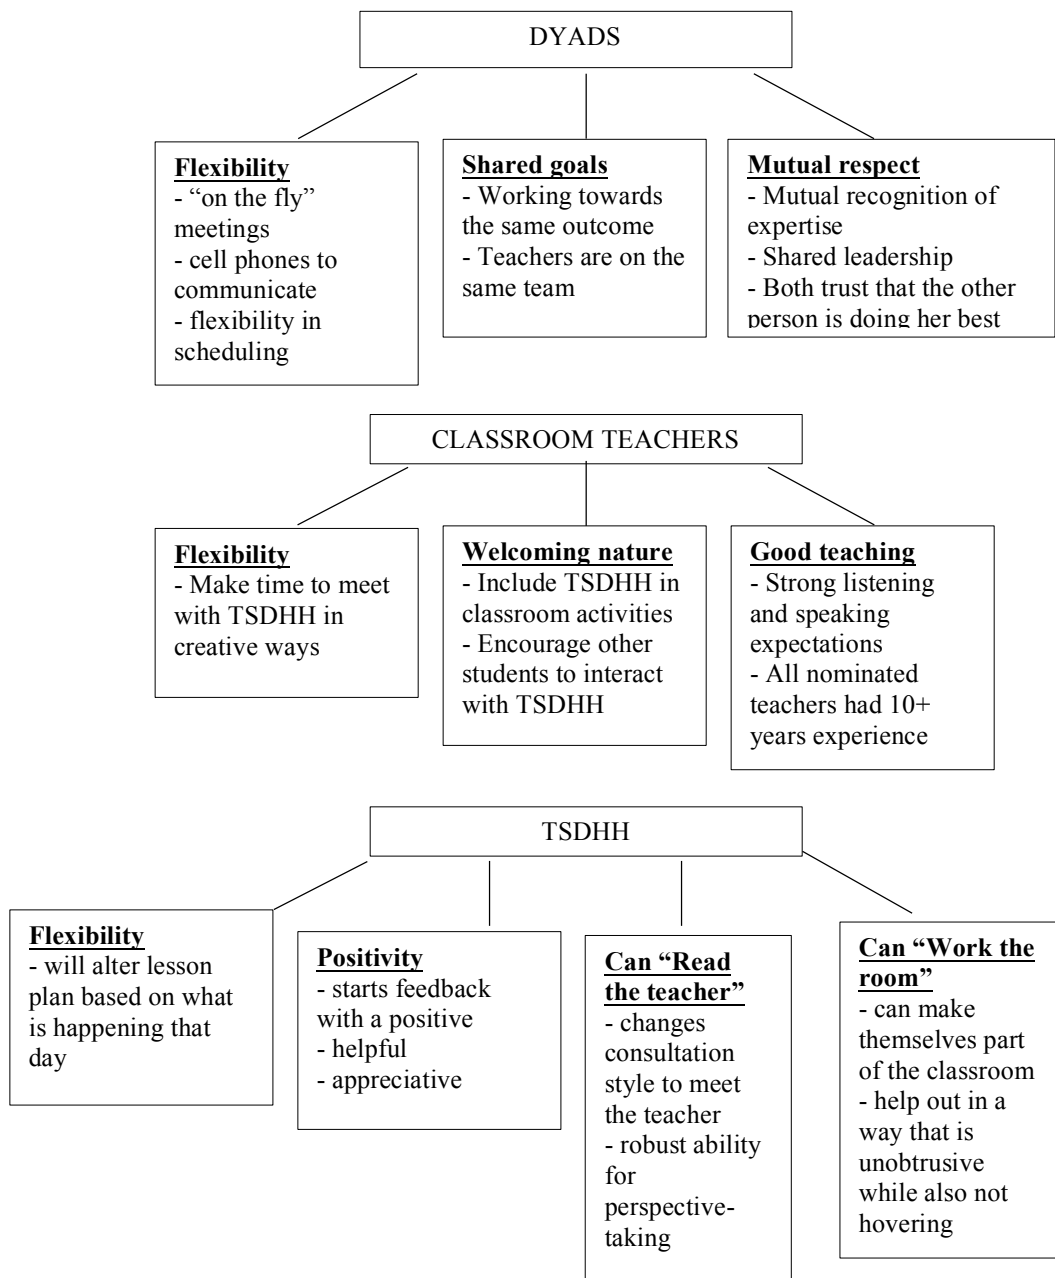 DYADS
Flexibility
- “on the fly”
meetings
- cell phones to
communicate
- flexibility in
scheduling
Shared goals
- Working towards
the same outcome
- Teachers are on the
same team
Mutual respect
- Mutual recognition of
expertise
- Shared leadership
- Both trust that the other
person is doing her best
CLASSROOM TEACHERS
Flexibility
- Make time to meet
with TSDHH in
creative ways
Welcoming nature
- Include TSDHH in
classroom activities
- Encourage other
students to interact
with TSDHH
Good teaching
- Strong listening
and speaking
expectations
- All nominated
teachers had 10+
years experience
TSDHH
Flexibility
- will alter lesson
plan based on what
is happening that
day
Positivity
- starts feedback
with a positive
- helpful
- appreciative
Can “Read
the teacher”
- changes
consultation
style to meet
the teacher
- robust ability
for
perspective-
taking
Can “Work the
room”
- can make
themselves part
of the classroom
- help out in a
way that is
unobtrusive
while also not
hovering